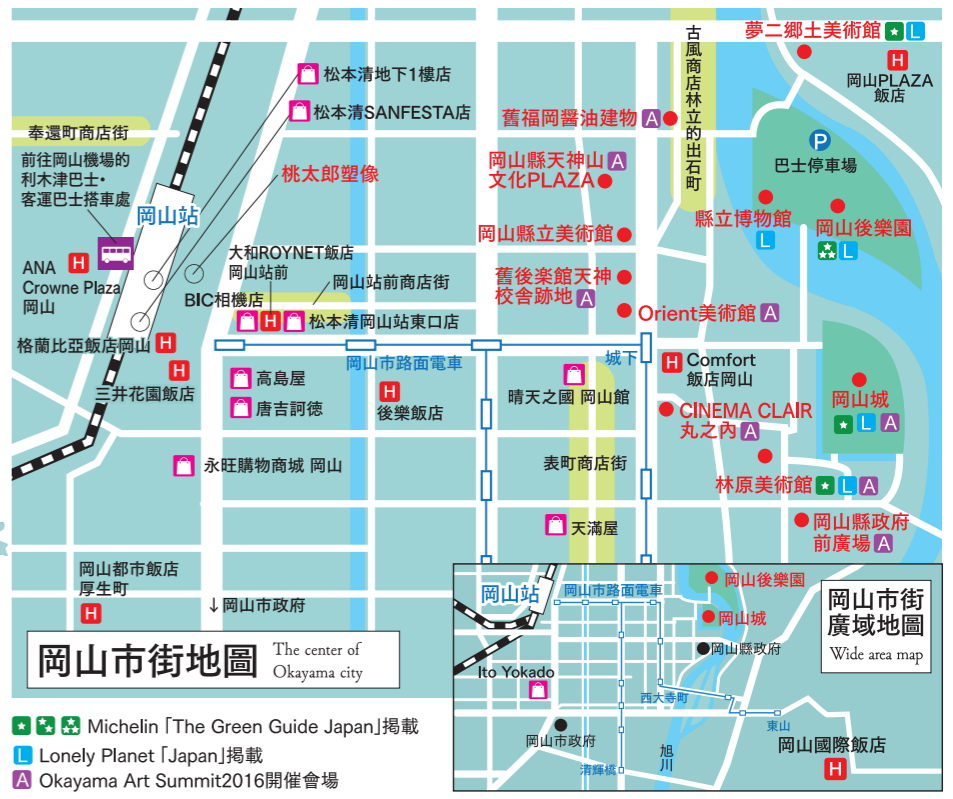 夢二郷土美術館 ★ L
H
岡山PLAZA
飯店
松本清地下1樓店
松本清SANFESTA店
古風商店林立的出石町
舊福岡醤油建物 A
P
巴士停車場
奉還町商店街
前往岡山機場的
利木津巴士・
客運巴士搭車處
桃太郎塑像
岡山縣天神山 A
文化PLAZA
岡山站
縣立博物館
L
岡山後樂園
L
岡山縣立美術館
大和ROYNET飯店
岡山站前
ANA H
Crowne Plaza
岡山
岡山站前商店街
舊後楽館天神
校舎跡地 A
BIC相機店
H
松本清岡山站東口店
Orient美術館 A
格蘭比亞飯店岡山 H
岡山市路面電車
城下
H Comfort
飯店岡山
H
三井花園飯店
高島屋
H
後樂飯店
晴天之國 岡山館
岡山城
★ L A
唐吉訶德
CINEMA CLAIR
丸之內 A
永旺購物商城 岡山
表町商店街
林原美術館 ★ L A
天滿屋
岡山縣政府
前廣場 A
岡山都市飯店
厚生町
H
↓岡山市政府
岡山市街地圖
The center of
Okayama city
岡山站
岡山市路面電車
岡山後樂園
岡山市街
廣域地圖
Wide area map
岡山城
岡山縣政府
Ito Yokado
西大寺町
東山
岡山市政府
旭川
岡山國際飯店
H
清輝橋
Michelin「The Green Guide Japan」掲載
L Lonely Planet「Japan」掲載
A Okayama Art Summit2016開催會場